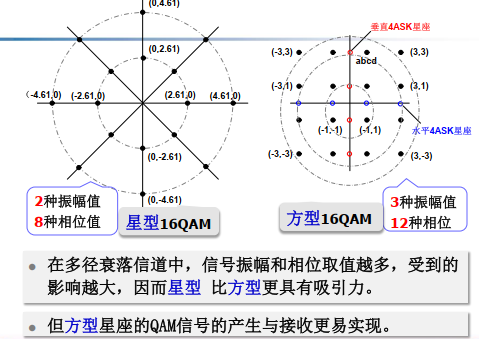 (0,4.61)
(0,2.61)
(-4.61,0)
(-2.61,0)
(2.61,0)
(4.61,0)
(0,-2.61)
(0,-4.61)
2种振幅值
8种相位值
星型16QAM
垂直4ASK星座
(-3,3)
(3,3)
abcd
(-3,1)
(3,1)
(-1,-1)
(-1,1)
水平4ASK星座
(-3,-3)
(3,-3)
方型16QAM
3种振幅值
12种相位
在多径衰落信道中，信号振幅和相位取值越多，受到的
影响越大，因而星型 比方型更具有吸引力。
但方型星座的QAM信号的产生与接收更易实现。